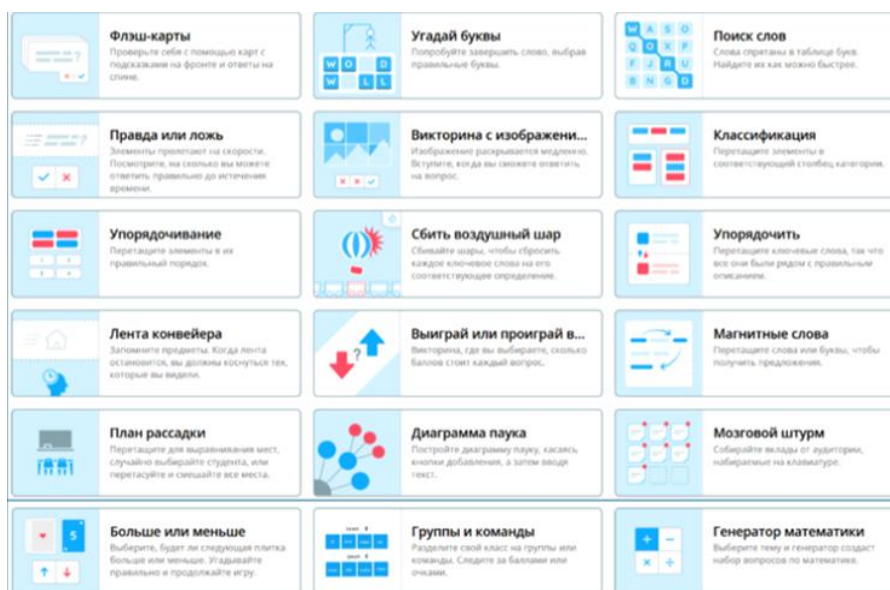 Флэш-карты
Проверьте себя с помощью карт с
подсказками на фронте и ответы на
спине.
Угадай буквы
Попробуйте завершить слово, выбрав
правильные буквы.
W O D
W L L
Поиск слов
Слова спрятаны в таблице букв.
Найдите их как можно быстрее.
W A S O
Q O X P
F J R U
B N G D
Правда или ложь
Элементы пролетают на скорости.
Посмотрите, на сколько вы можете
ответить правильно до истечения
времени.
Викторина с изображени...
Изображение раскрывается медленно.
Вступите, когда вы сможете ответить
на вопрос.
Классификация
Перетащите элементы в
соответствующий столбец категории.
Упорядочивание
Перетащите элементы в их
правильный порядок.
Сбить воздушный шар
Сбивайте шары, чтобы сбросить
каждое ключевое слова на его
соответствующее определение.
Упорядочить
Перетащите ключевые слова, так что
все они были рядом с правильным
описанием.
Лента конвейера
Запомните предметы. Когда лента
остановится, вы должны коснуться тех,
которые вы видели.
Выиграй или проиграй в...
Викторина, где вы выбираете, сколько
баллов стоит каждый вопрос.
Магнитные слова
Перетащите слова или буквы, чтобы
получить предложения.
План рассадки
Перетащите для выравнивания мест,
случайно выбирайте студента, или
перетасуйте и смешайте все места.
Диаграмма паука
Постройте диаграмму пауку, касаясь
кнопки добавления, а затем вводя
текст.
Мозговой штурм
Собирайте вклады от аудитории,
набираемые на клавиатуре.
Больше или меньше
Выберите, будет ли следующая плитка
больше или меньше. Угадывайте
правильно и продолжайте игру.
5
Группы и команды
Разделите свой класс на группы или
команды. Следите за баллами или
очками.
Генератор математики
Выберите тему и генератор создаст
набор вопросов по математике.